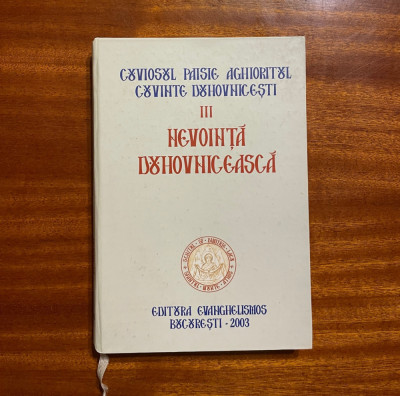 CUVIOSUL PAISIE AGHIORITUL
CUVINTE DUHOVNICEȘTI
III
NEVOINȚĂ
DUHOVNICEASCĂ
EDITURA EVANGHELISMOS
BUCUREȘTI - 2003